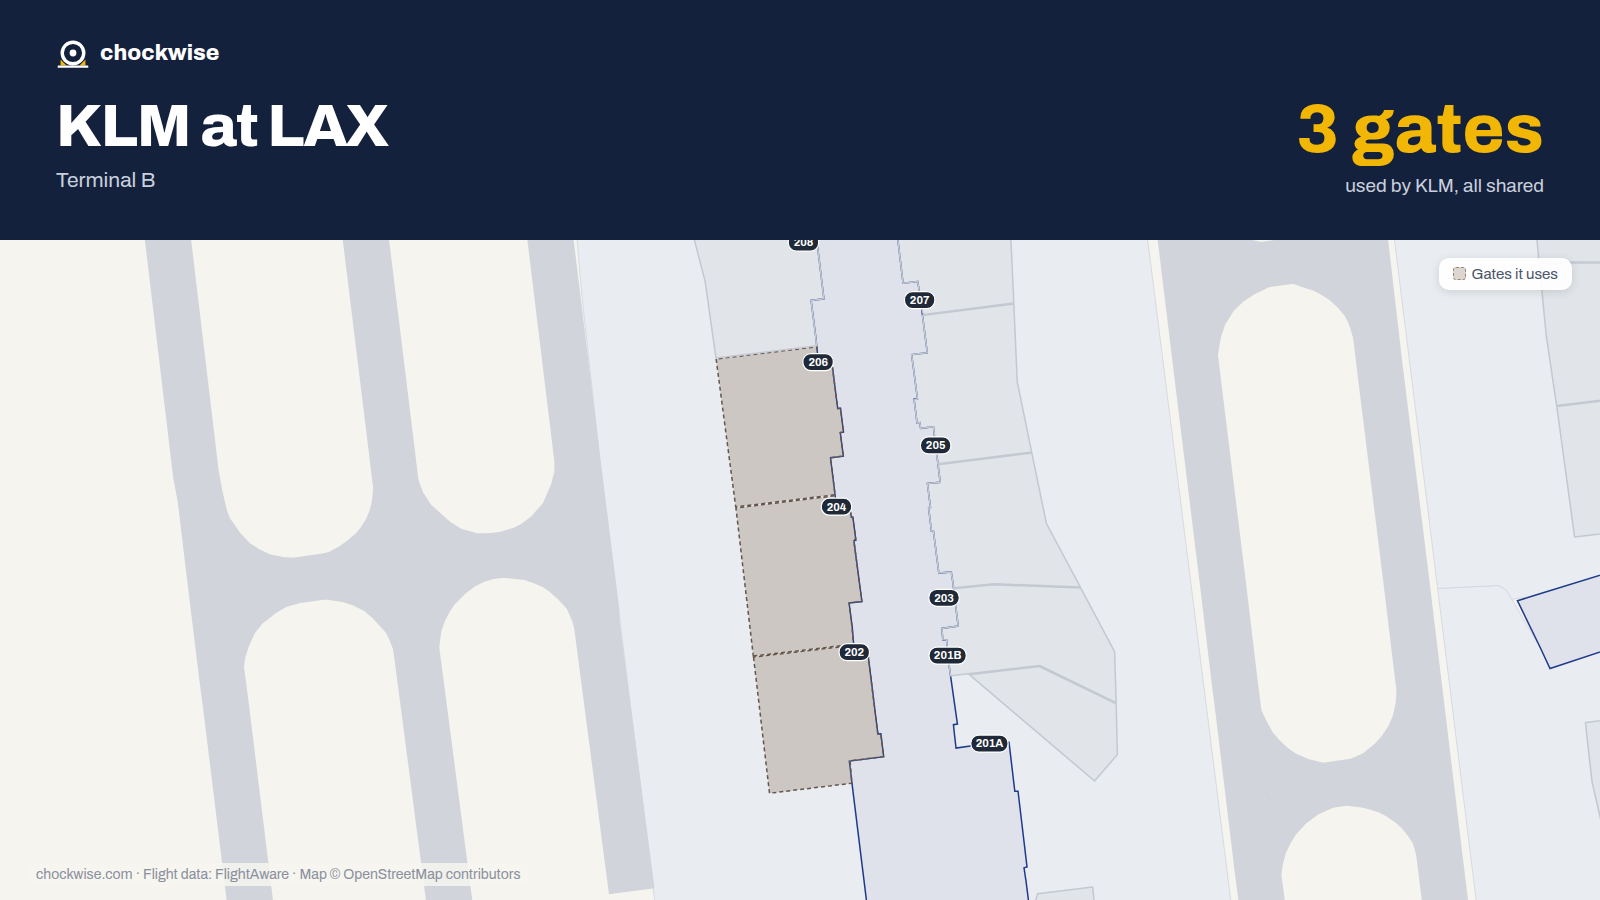 chockwise
KLM at LAX
Terminal B
3 gates
used by KLM, all shared
Gates it uses
208
207
206
205
204
203
202
201B
201A
chockwise.com · Flight data: FlightAware · Map © OpenStreetMap contributors